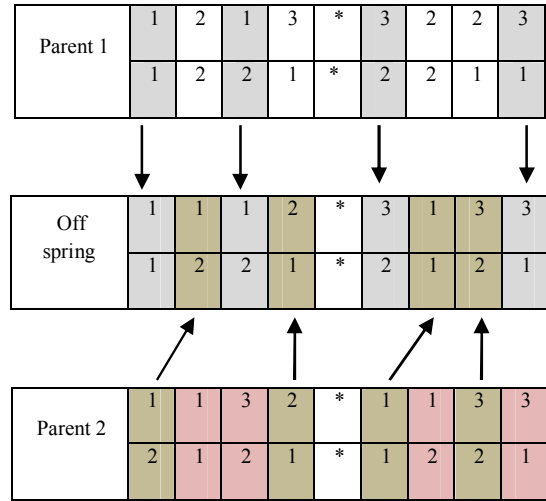 Parent 1
1 2 1 3 * 3 2 2 3
1 2 2 1 * 2 2 1 1
Off
spring
1 1 1 2 * 3 1 3 3
1 2 2 1 * 2 1 2 1
Parent 2
1 1 3 2 * 1 1 3 3
2 1 2 1 * 1 2 2 1